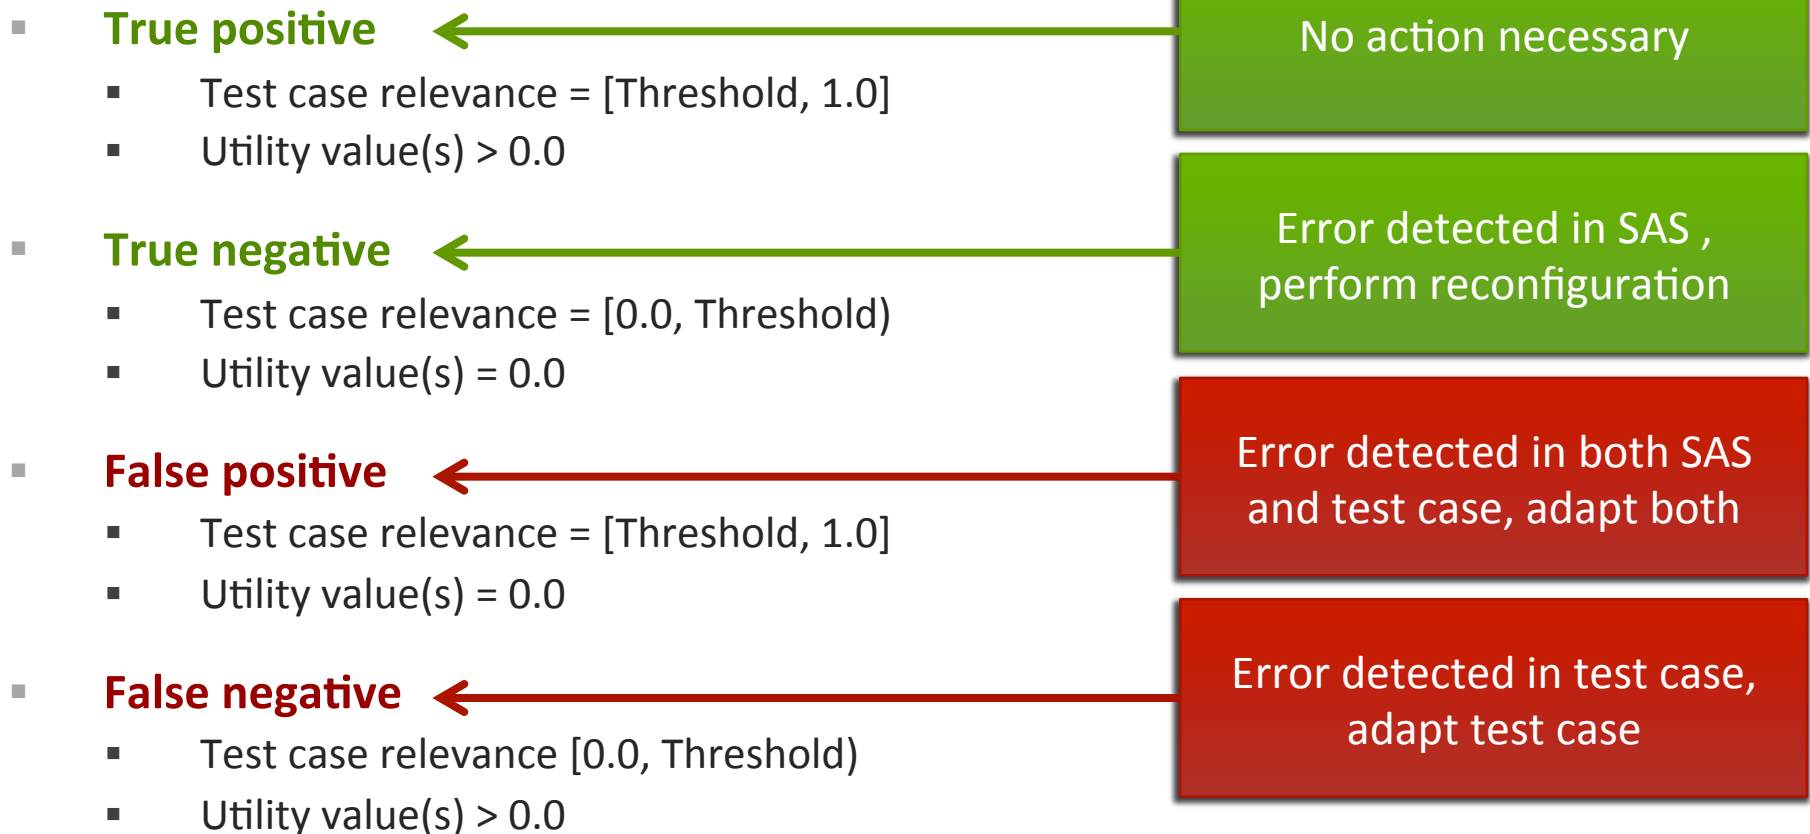 True positive
Test case relevance = [Threshold, 1.0]
Utility value(s) > 0.0
No action necessary
True negative
Test case relevance = [0.0, Threshold)
Utility value(s) = 0.0
Error detected in SAS ,
perform reconfiguration
False positive
Test case relevance = [Threshold, 1.0]
Utility value(s) = 0.0
Error detected in both SAS
and test case, adapt both
False negative
Test case relevance [0.0, Threshold)
Utility value(s) > 0.0
Error detected in test case,
adapt test case